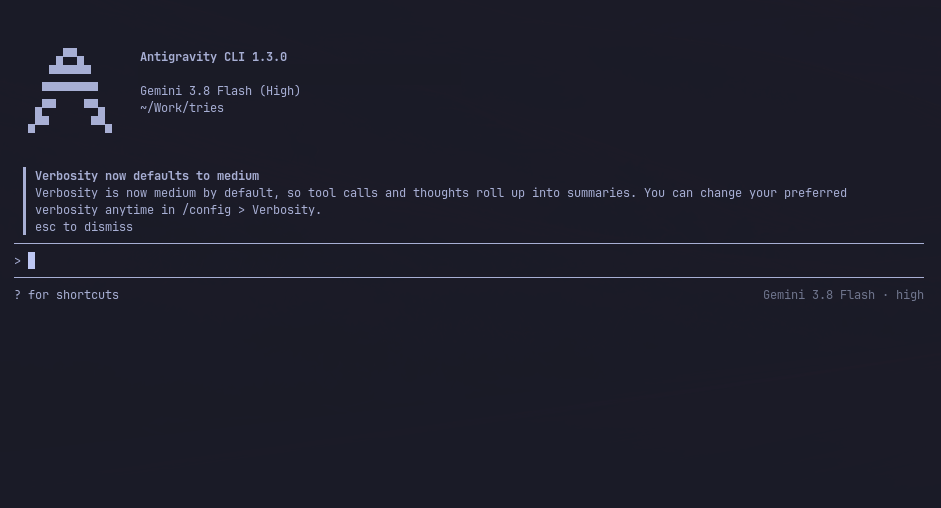 Antigravity CLI 1.3.0
Gemini 3.8 Flash (High)
~/Work/tries
Verbosity now defaults to medium
Verbosity is now medium by default, so tool calls and thoughts roll up into summaries. You can change your preferred
verbosity anytime in /config > Verbosity.
esc to dismiss
>
? for shortcuts
Gemini 3.8 Flash · high